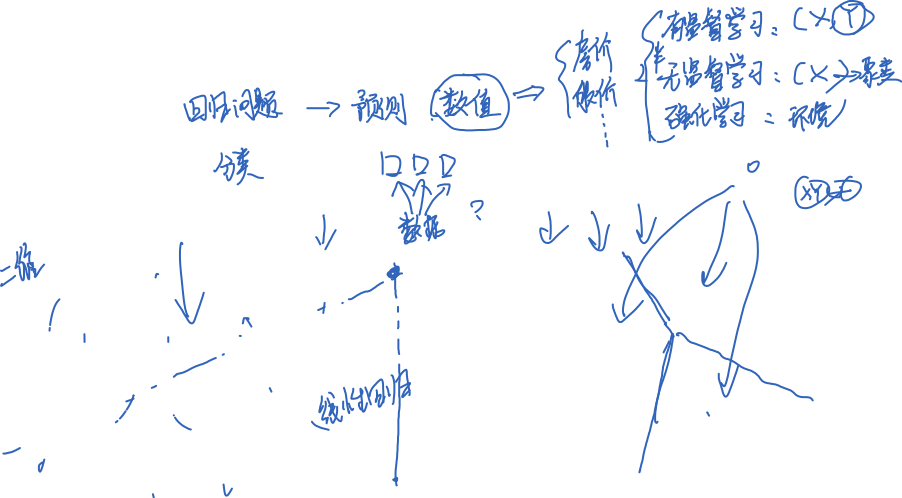 有监督学习：(X, Y)
回归问题 → 预测 数值 ⇒ 房价 半 无监督学习：(X) → 聚类
股价 强化学习：环境
分类
数据 ?
二维
线性回归